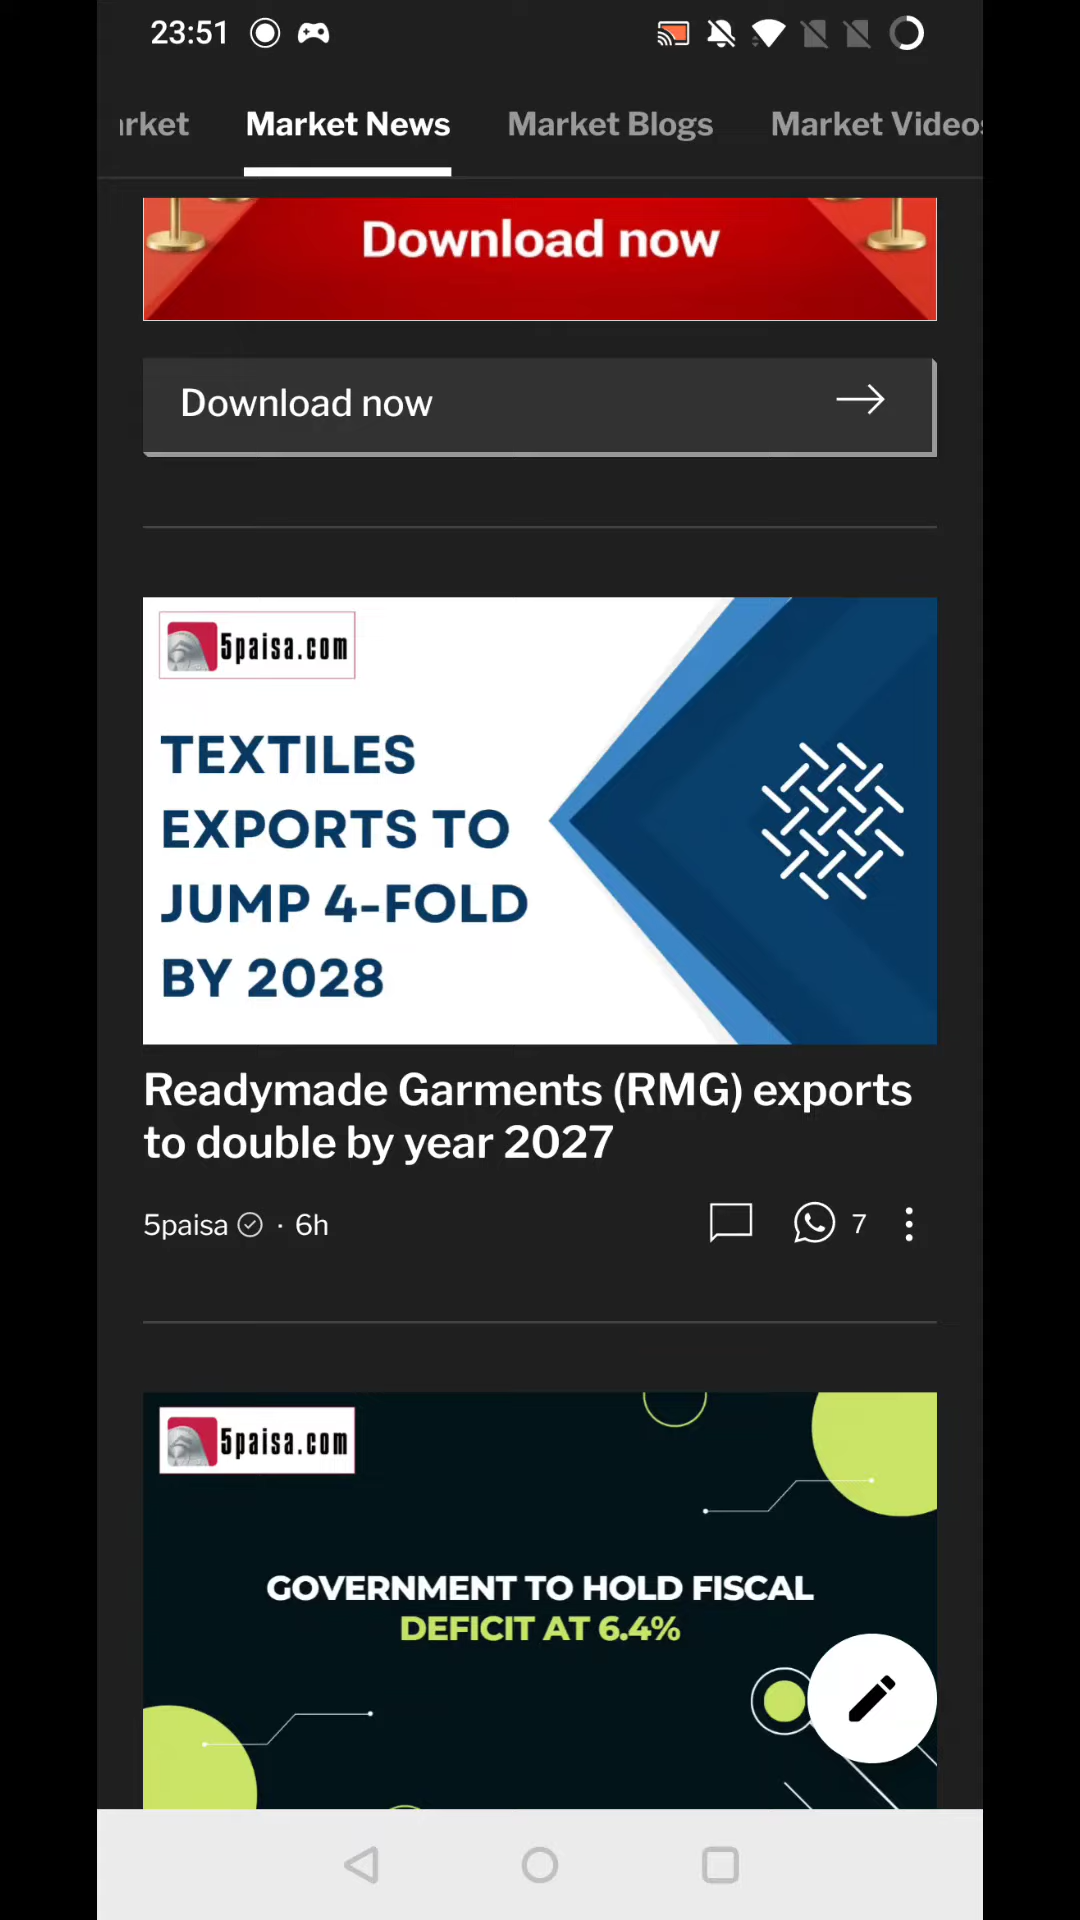 23:51
arket Market News Market Blogs Market Videos
Download now
Download now
5paisa.com
TEXTILES
EXPORTS TO
JUMP 4-FOLD
BY 2028
Readymade Garments (RMG) exports
to double by year 2027
5paisa · 6h 7
5paisa.com
GOVERNMENT TO HOLD FISCAL
DEFICIT AT 6.4%